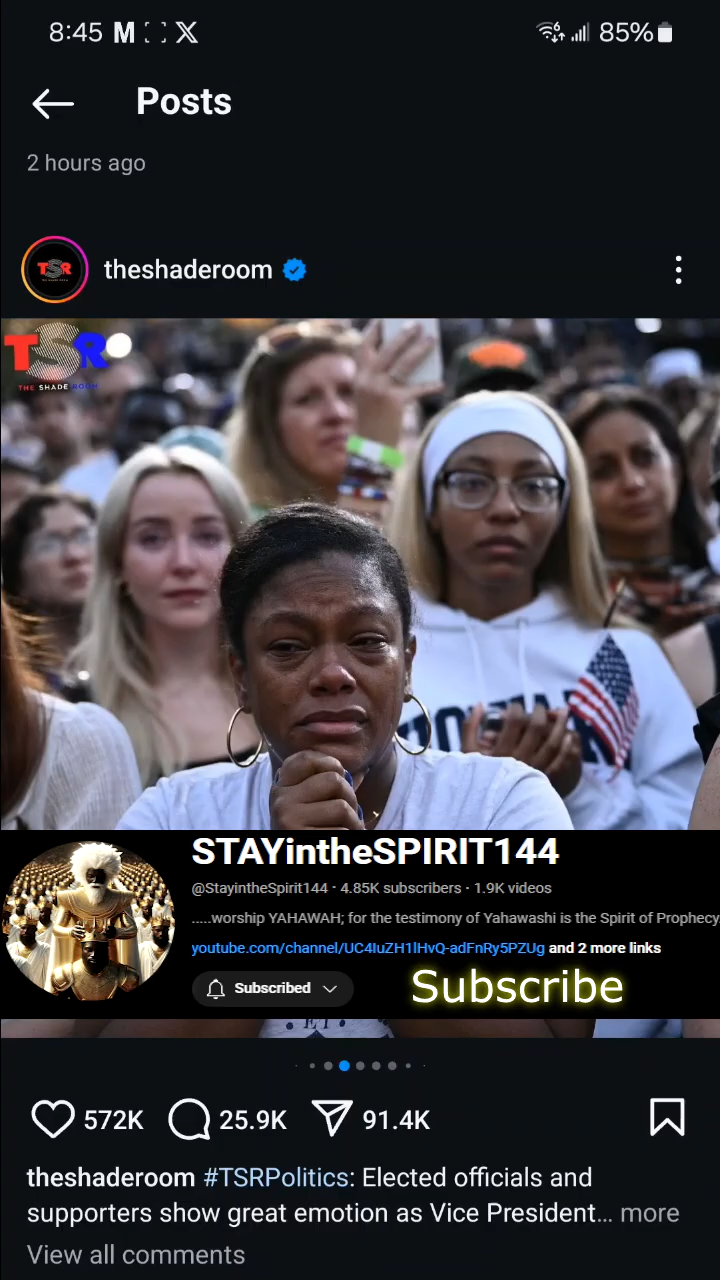 8:45 M X 85%
Posts
2 hours ago
TSR
theshaderoom
TSR
THE SHADE ROOM
STAYintheSPIRIT144
@StayintheSpirit144 · 4.85K subscribers · 1.9K videos
.....worship YAHAWAH; for the testimony of Yahawashi is the Spirit of Prophecy
youtube.com/channel/UC4IuZH1lHvQ-adFnRy5PZUg and 2 more links
Subscribed
Subscribe
572K 25.9K 91.4K
theshaderoom #TSRPolitics: Elected officials and
supporters show great emotion as Vice President... more
View all comments